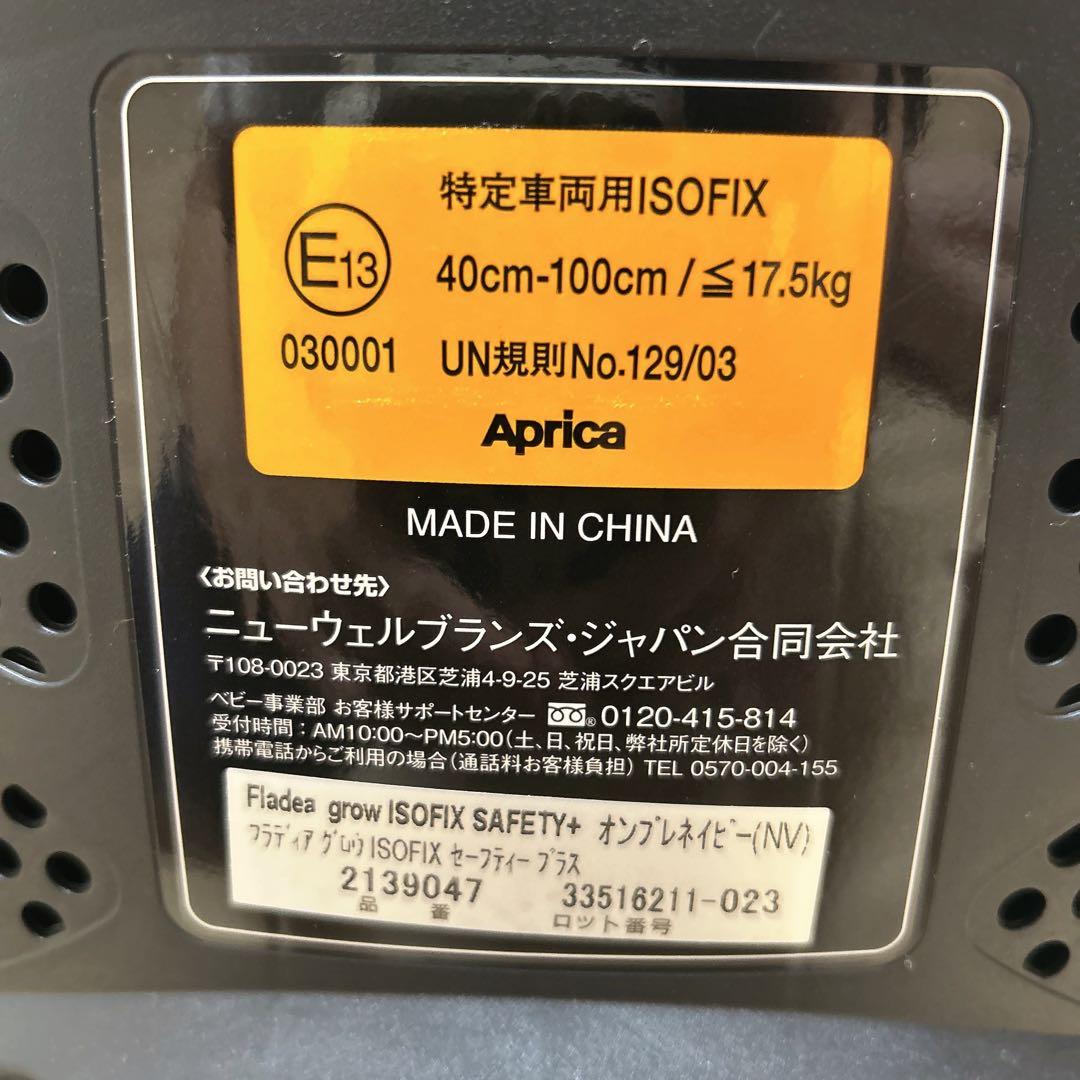 特定車両用ISOFIX
E13
40cm-100cm / ≦17.5kg
030001 UN規則No.129/03
Aprica
MADE IN CHINA
〈お問い合わせ先〉
ニューウェルブランズ・ジャパン合同会社
〒108-0023 東京都港区芝浦4-9-25 芝浦スクエアビル
ベビー事業部 お客様サポートセンター ® 0120-415-814
受付時間：AM10:00～PM5:00（土、日、祝日、弊社所定休日を除く）
携帯電話からご利用の場合（通話料お客様負担） TEL 0570-004-155
Fladea grow ISOFIX SAFETY+ オンブレネイビー(NV)
フラディア グロウ ISOFIX セーフティー プラス
2139047 33516211-023
品番 ロット番号